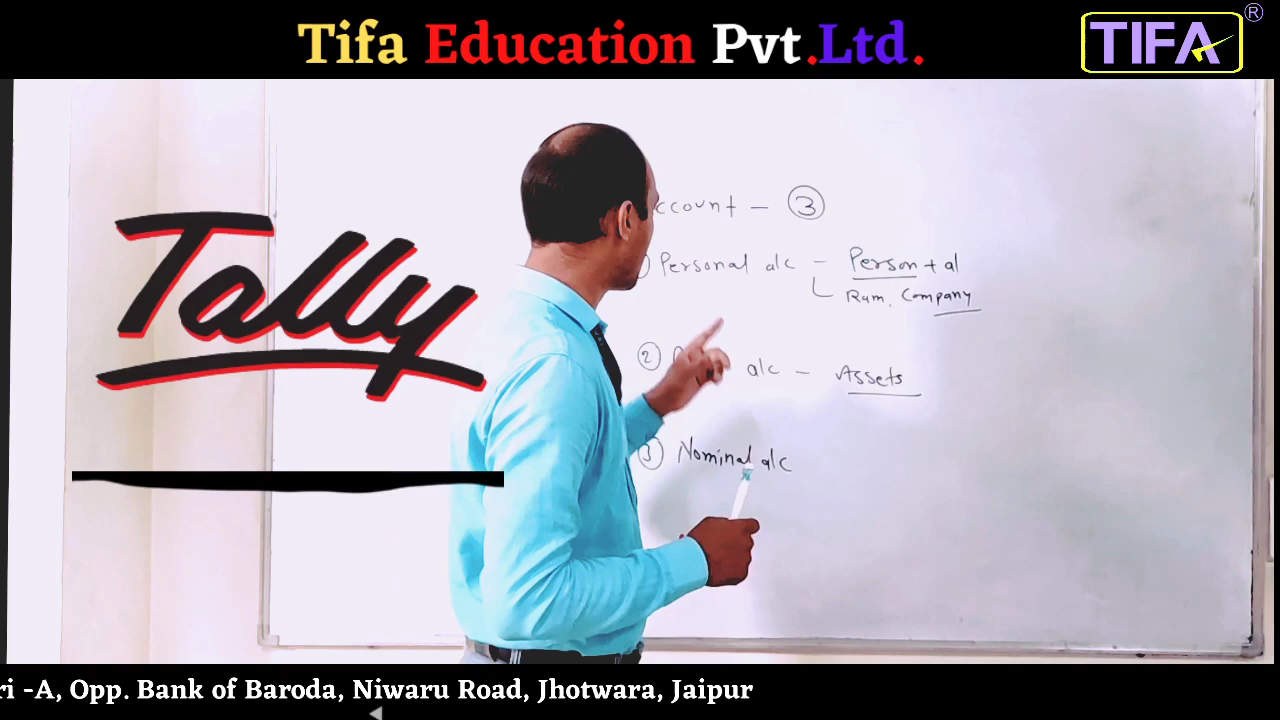 Tifa Education Pvt.Ltd.
TIFA
®
Tally
ccount - 3
Personal a/c - Person + al
Ram, Company
2 a/c - Assets
3 Nominal a/c
ri -A, Opp. Bank of Baroda, Niwaru Road, Jhotwara, Jaipur